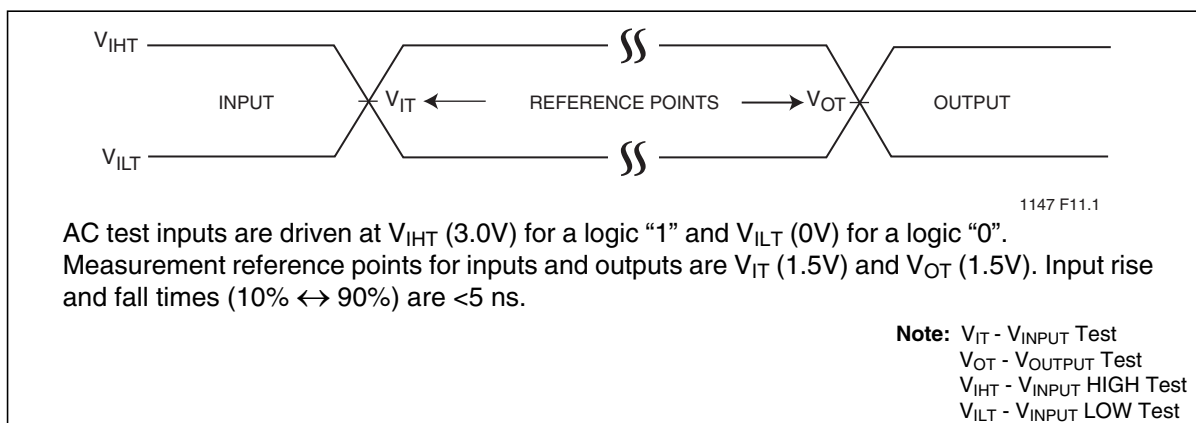 VIHT
INPUT VIT REFERENCE POINTS VOT OUTPUT
VILT
1147 F11.1
AC test inputs are driven at VIHT (3.0V) for a logic “1” and VILT (0V) for a logic “0”.
Measurement reference points for inputs and outputs are VIT (1.5V) and VOT (1.5V). Input rise
and fall times (10% ↔ 90%) are <5 ns.
Note: VIT - VINPUT Test
VOT - VOUTPUT Test
VIHT - VINPUT HIGH Test
VILT - VINPUT LOW Test